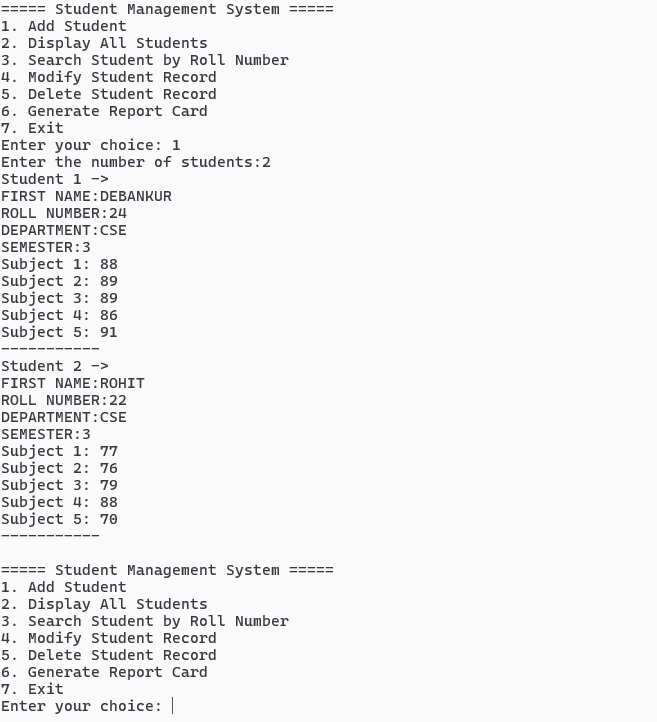 ===== Student Management System =====
1. Add Student
2. Display All Students
3. Search Student by Roll Number
4. Modify Student Record
5. Delete Student Record
6. Generate Report Card
7. Exit
Enter your choice: 1
Enter the number of students:2
Student 1 ->
FIRST NAME:DEBANKUR
ROLL NUMBER:24
DEPARTMENT:CSE
SEMESTER:3
Subject 1: 88
Subject 2: 89
Subject 3: 89
Subject 4: 86
Subject 5: 91
-----------
Student 2 ->
FIRST NAME:ROHIT
ROLL NUMBER:22
DEPARTMENT:CSE
SEMESTER:3
Subject 1: 77
Subject 2: 76
Subject 3: 79
Subject 4: 88
Subject 5: 70
-----------
===== Student Management System =====
1. Add Student
2. Display All Students
3. Search Student by Roll Number
4. Modify Student Record
5. Delete Student Record
6. Generate Report Card
7. Exit
Enter your choice: